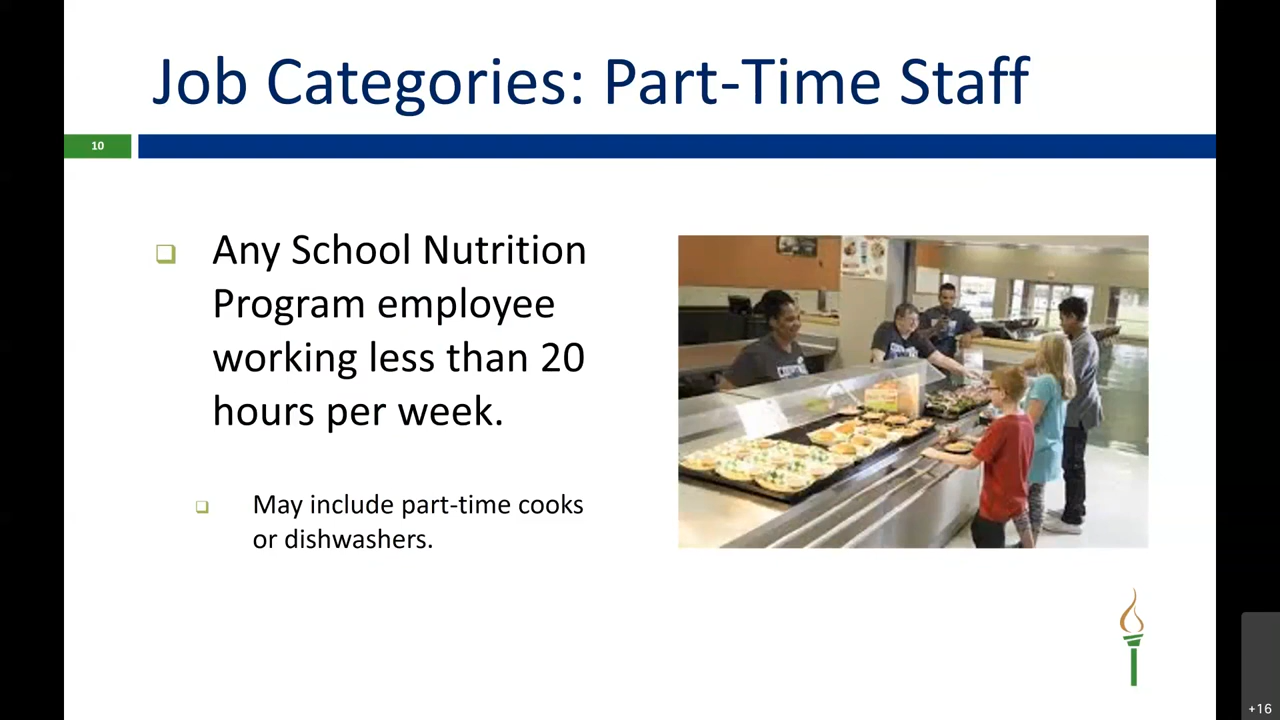 Job Categories: Part-Time Staff
10
Any School Nutrition
Program employee
working less than 20
hours per week.
May include part-time cooks
or dishwashers.
+16